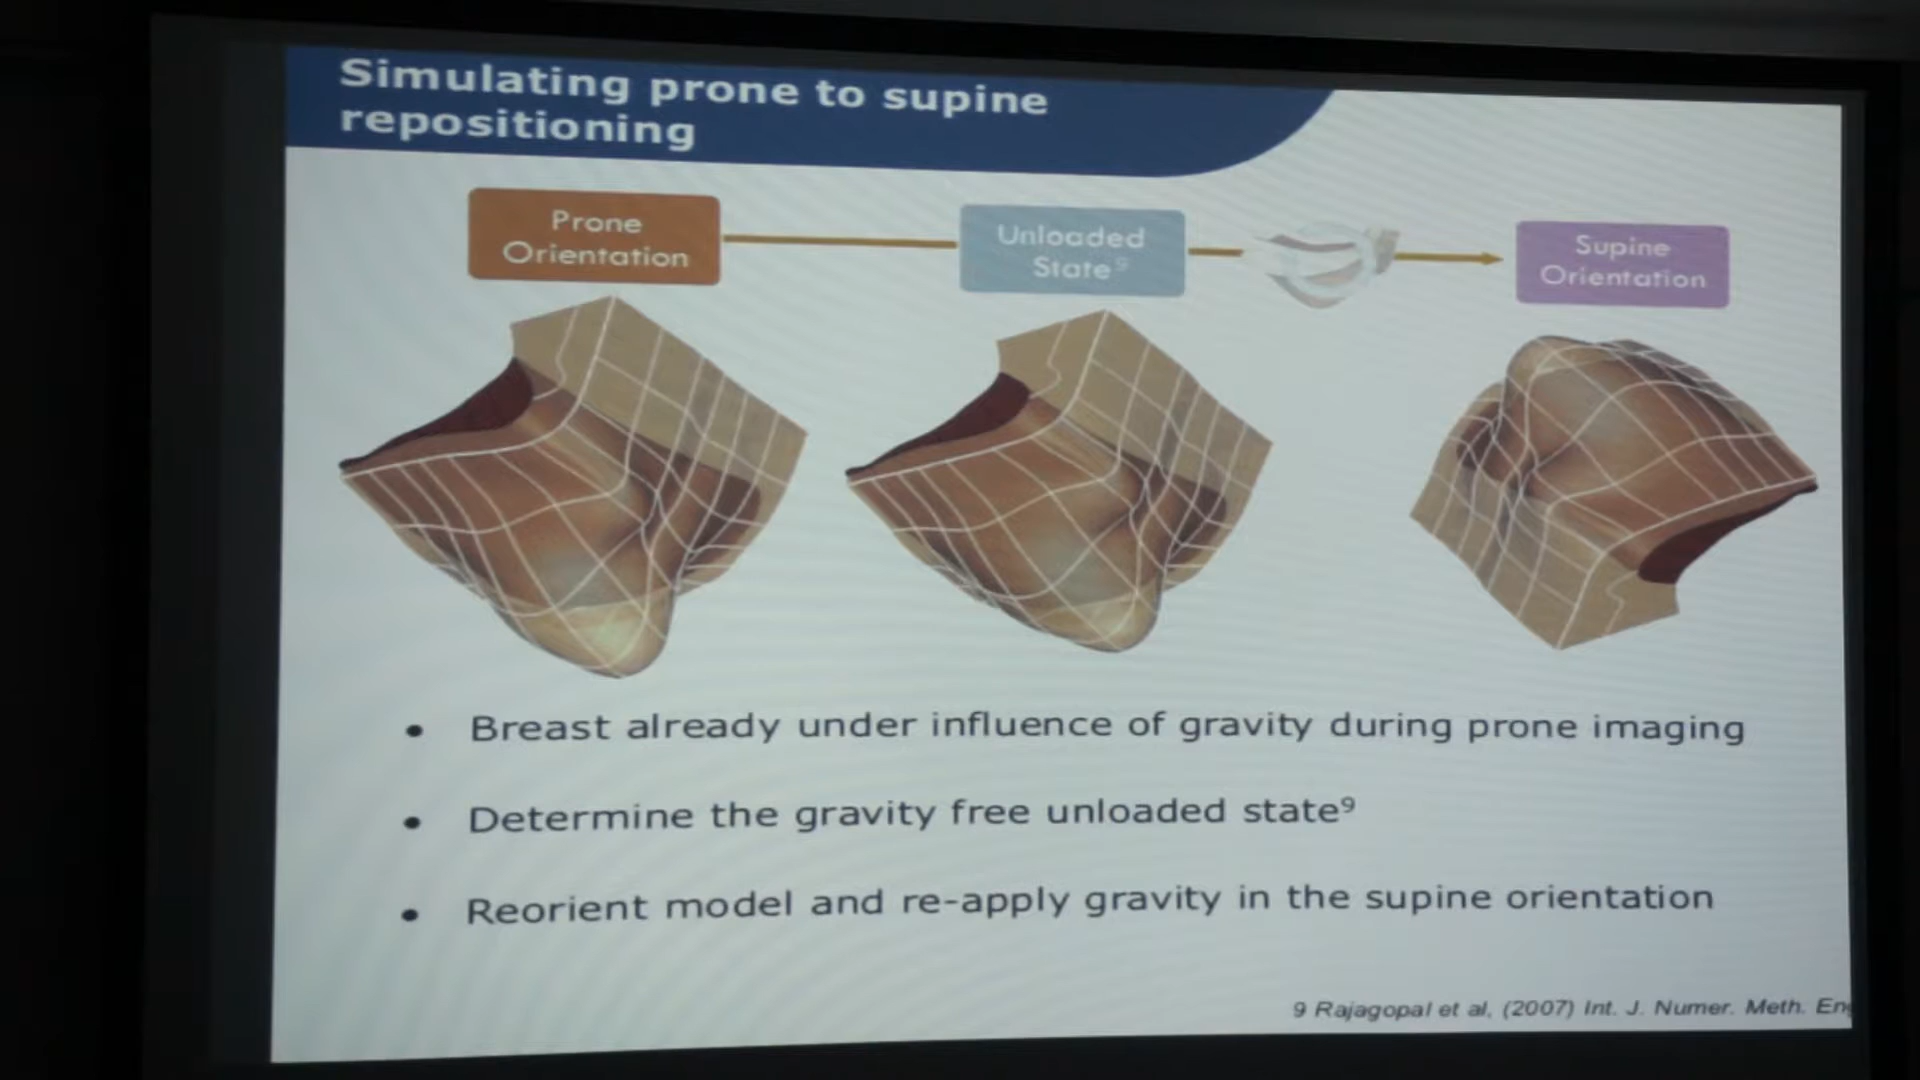 Simulating prone to supine
repositioning
Prone
Orientation
Unloaded
State⁹
Supine
Orientation
• Breast already under influence of gravity during prone imaging
• Determine the gravity free unloaded state⁹
• Reorient model and re-apply gravity in the supine orientation
9 Rajagopal et al, (2007) Int. J. Numer. Meth. Eng